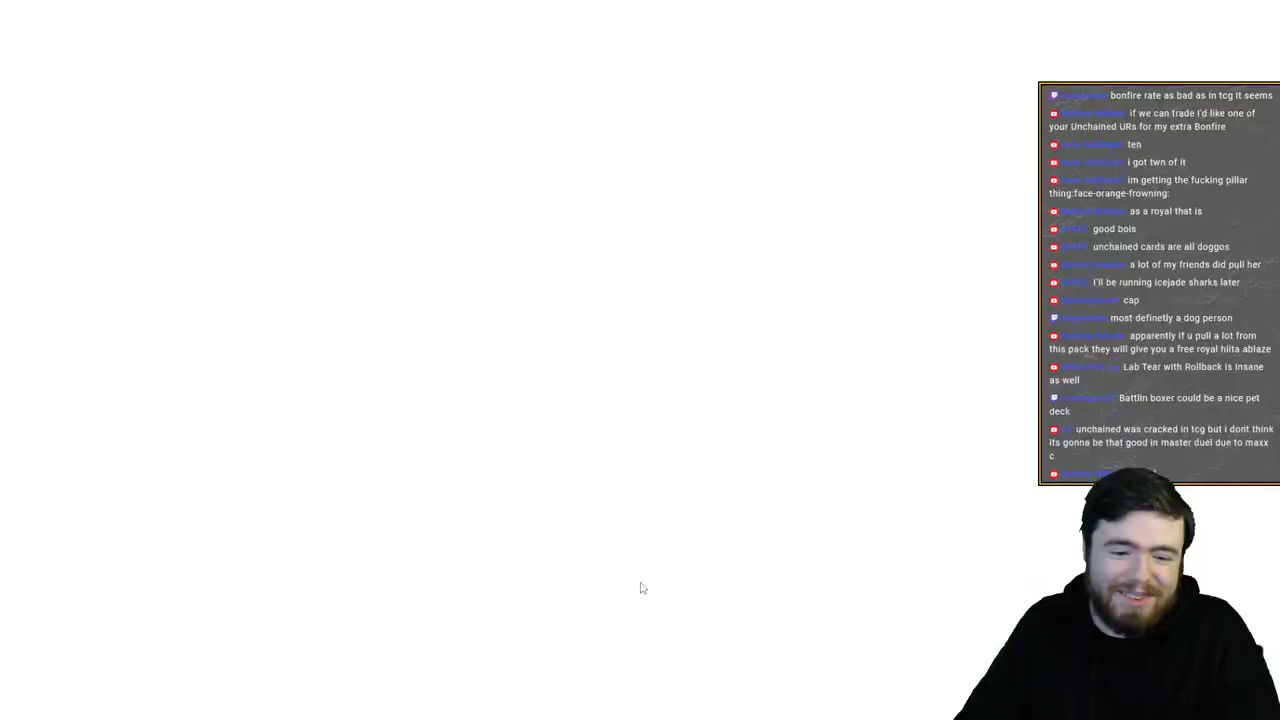 bonfire rate as bad as in tcg it seems
if we can trade I'd like one of
your Unchained URs for my extra Bonfire
ten
i got twn of it
im getting the fucking pillar
thing:face-orange-frowning:
as a royal that is
good bois
unchained cards are all doggos
a lot of my friends did pull her
I'll be running icejade sharks later
cap
most definetly a dog person
apparently if u pull a lot from
this pack they will give you a free royal hiita ablaze
Lab Tear with Rollback is insane
as well
Battlin boxer could be a nice pet
deck
unchained was cracked in tcg but i dont think
its gonna be that good in master duel due to maxx
c